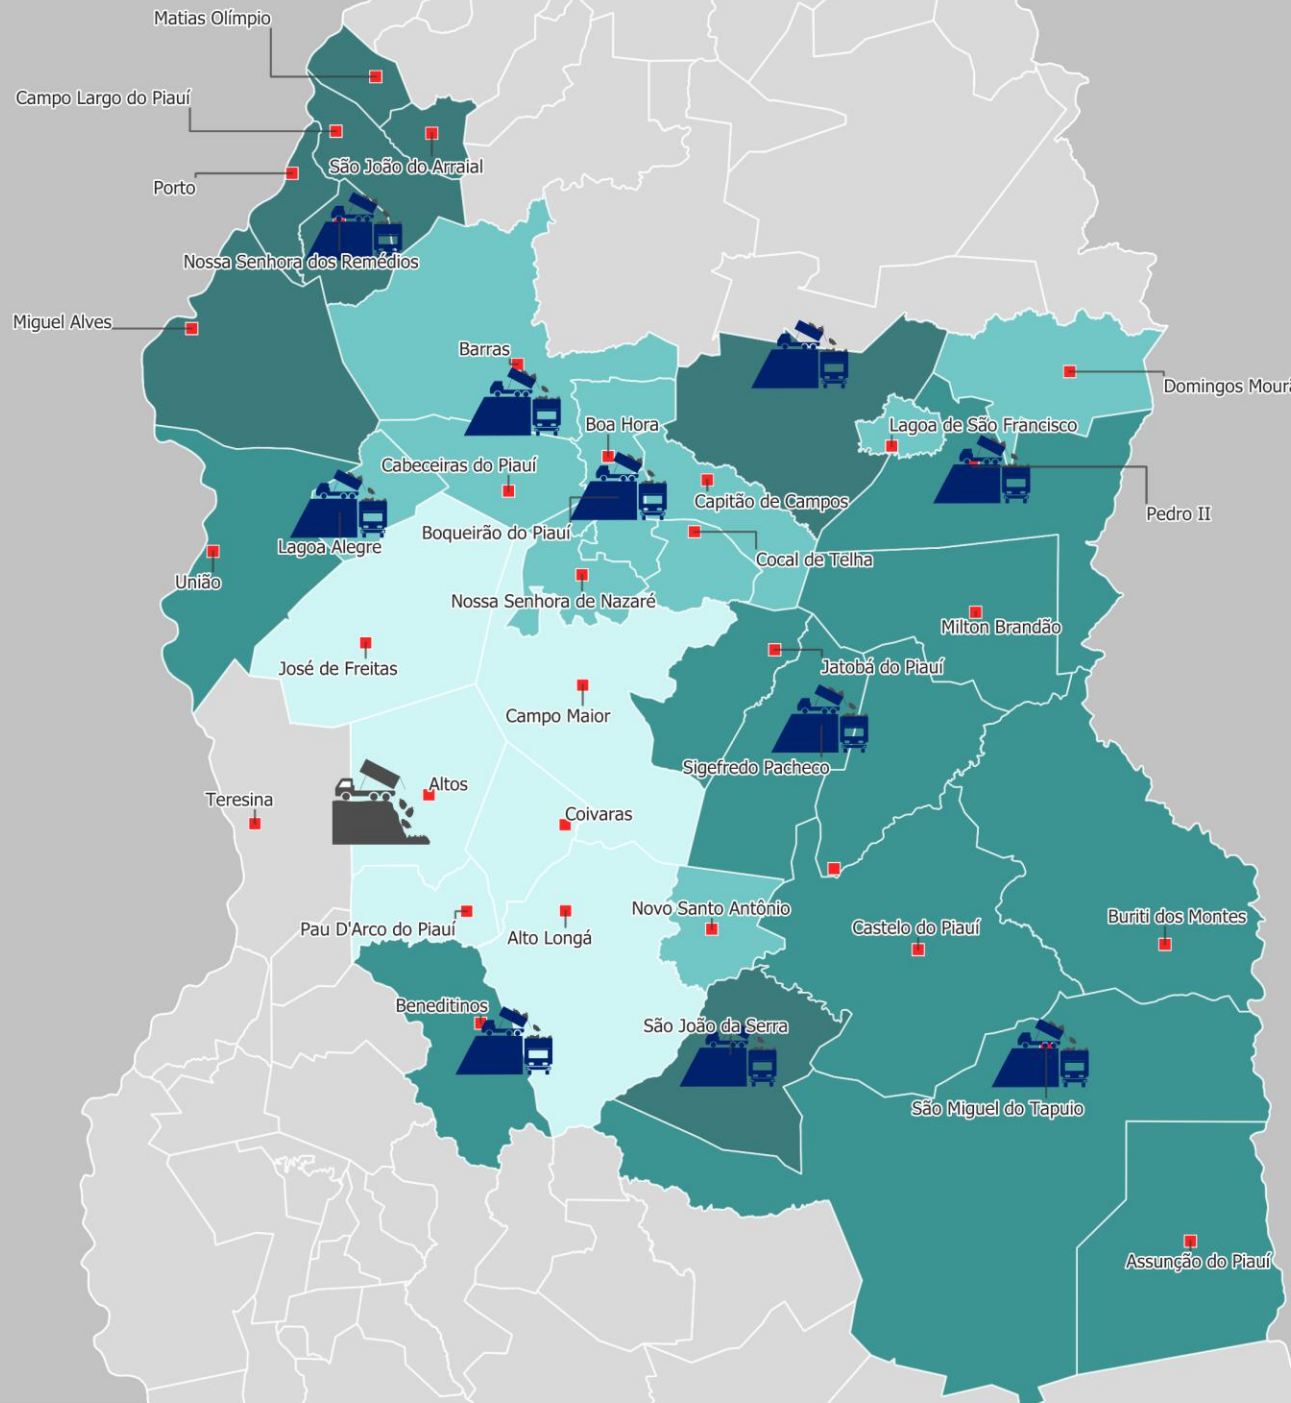 Matias Olímpio
Campo Largo do Piauí
São João do Arraial
Porto
Nossa Senhora dos Remédios
Miguel Alves
Barras
Domingos Mour
Boa Hora
Lagoa de São Francisco
Cabeceiras do Piauí
Capitão de Campos
Pedro II
Boqueirão do Piauí
Lagoa Alegre
Cocal de Telha
União
Nossa Senhora de Nazaré
Milton Brandão
José de Freitas
Jatobá do Piauí
Campo Maior
Sigefredo Pacheco
Altos
Teresina
Coivaras
Novo Santo Antônio
Buriti dos Montes
Pau D'Arco do Piauí
Castelo do Piauí
Alto Longá
Beneditinos
São João da Serra
São Miguel do Tapuio
Assunção do Piauí